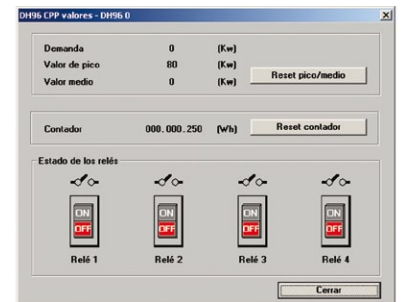 DH96 CPP valores - DH96 0
Demanda 0 (Kw)
Valor de pico 80 (Kw)
Valor medio 0 (Kw)
Reset pico/medio
Contador 000.000.250 (Wh) Reset contador
Estado de los relés
ON ON ON ON
OFF OFF OFF OFF
Relé 1 Relé 2 Relé 3 Relé 4
Cerrar